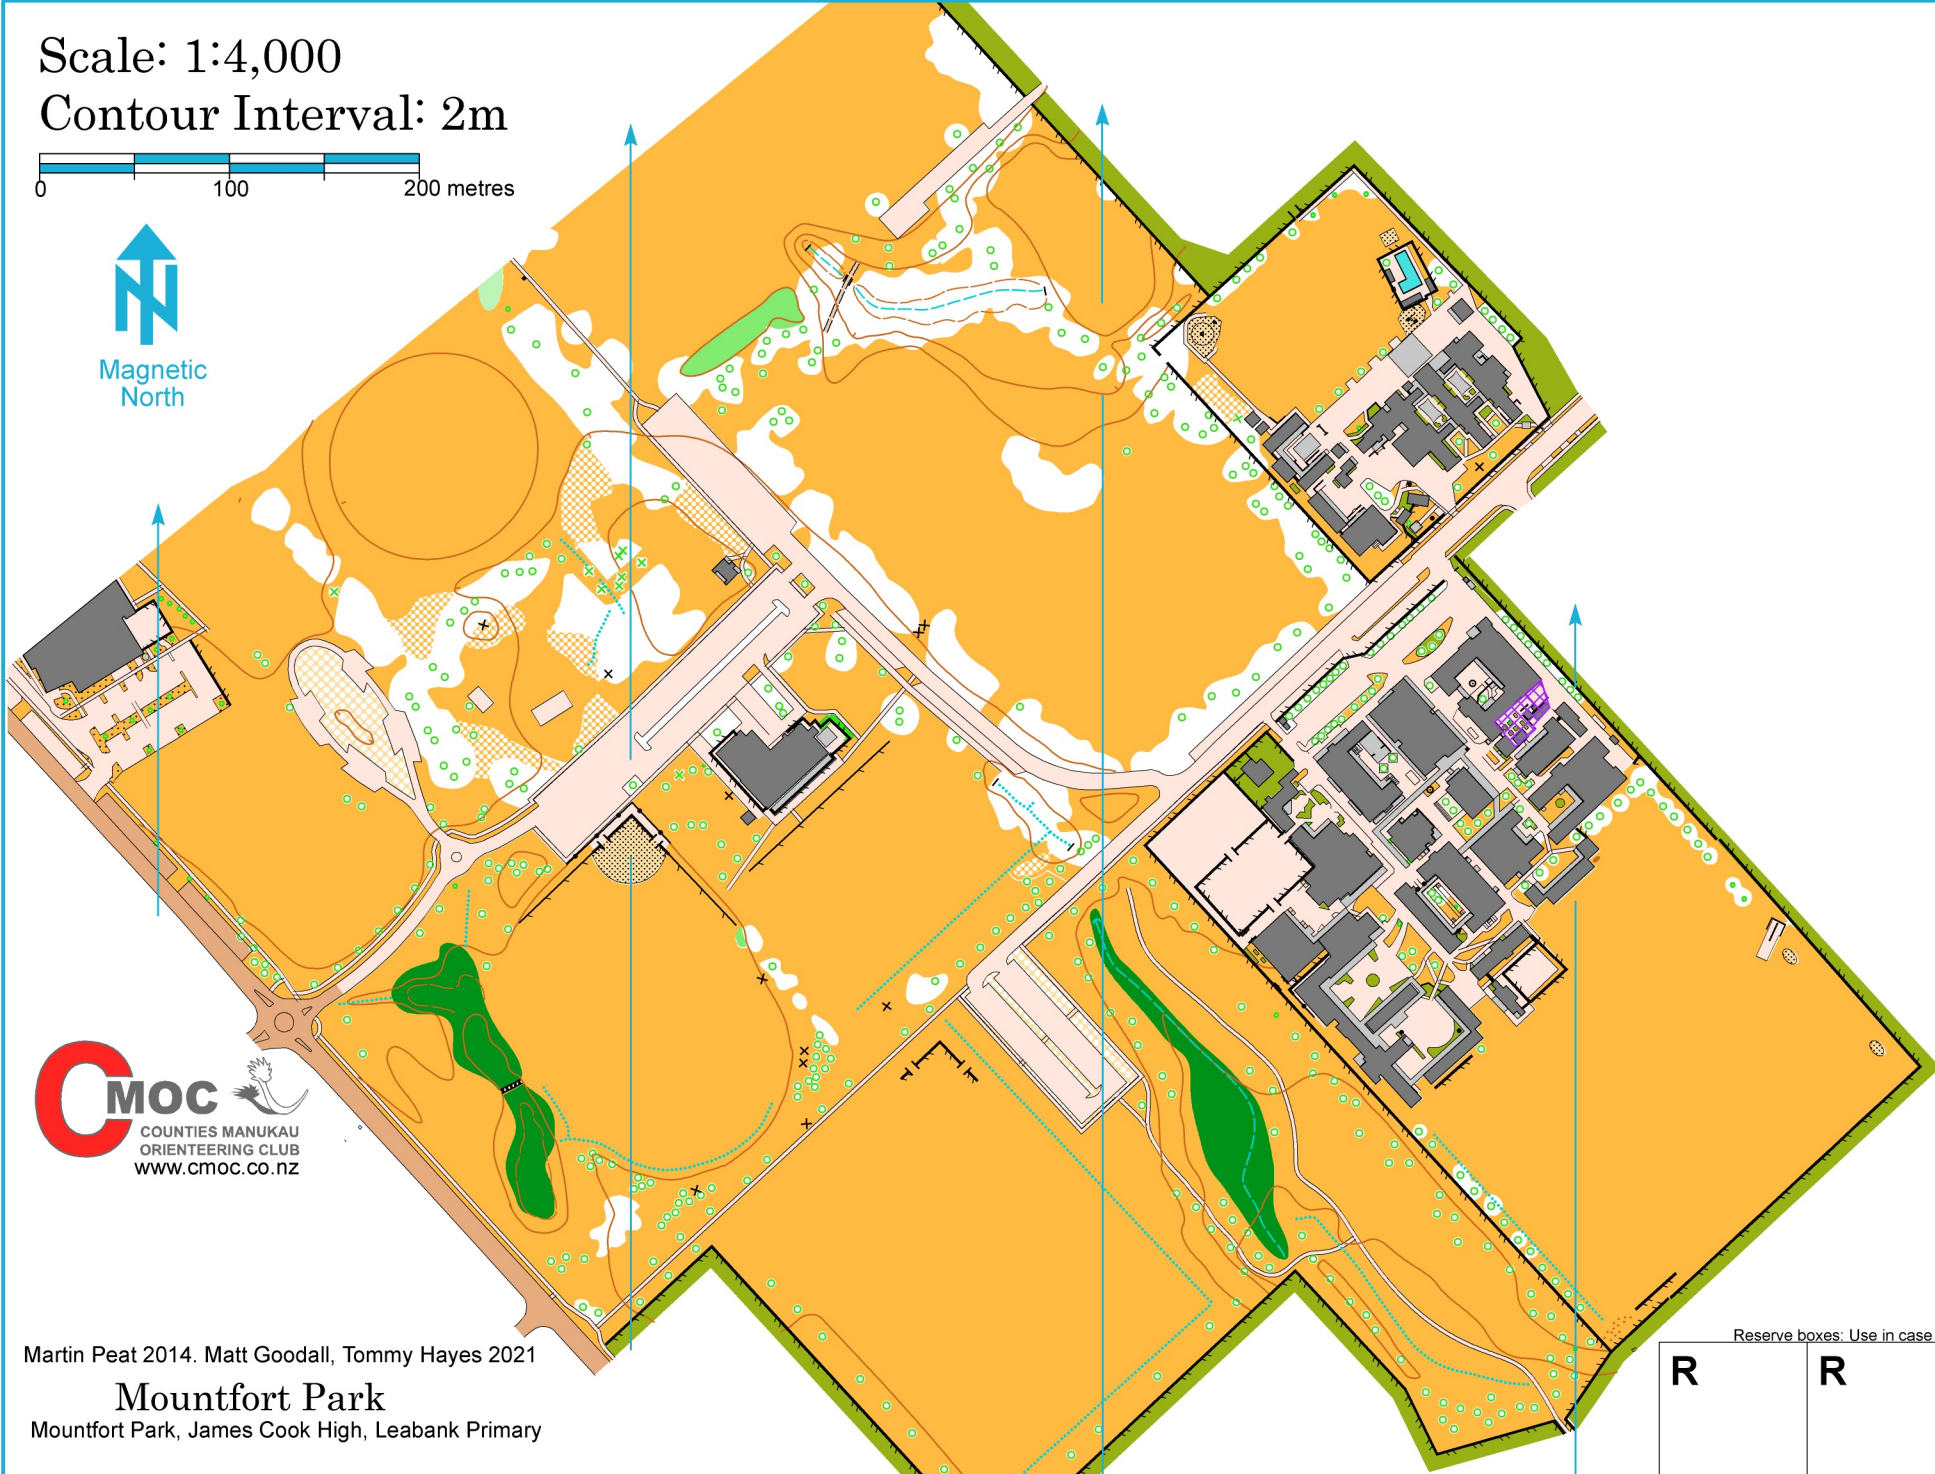 Scale: 1:4,000
Contour Interval: 2m
0 100 200 metres
Magnetic
North
CMOC
COUNTIES MANUKAU
ORIENTEERING CLUB
www.cmoc.co.nz
Martin Peat 2014. Matt Goodall, Tommy Hayes 2021
Mountfort Park
Mountfort Park, James Cook High, Leabank Primary
Reserve boxes: Use in case
R R